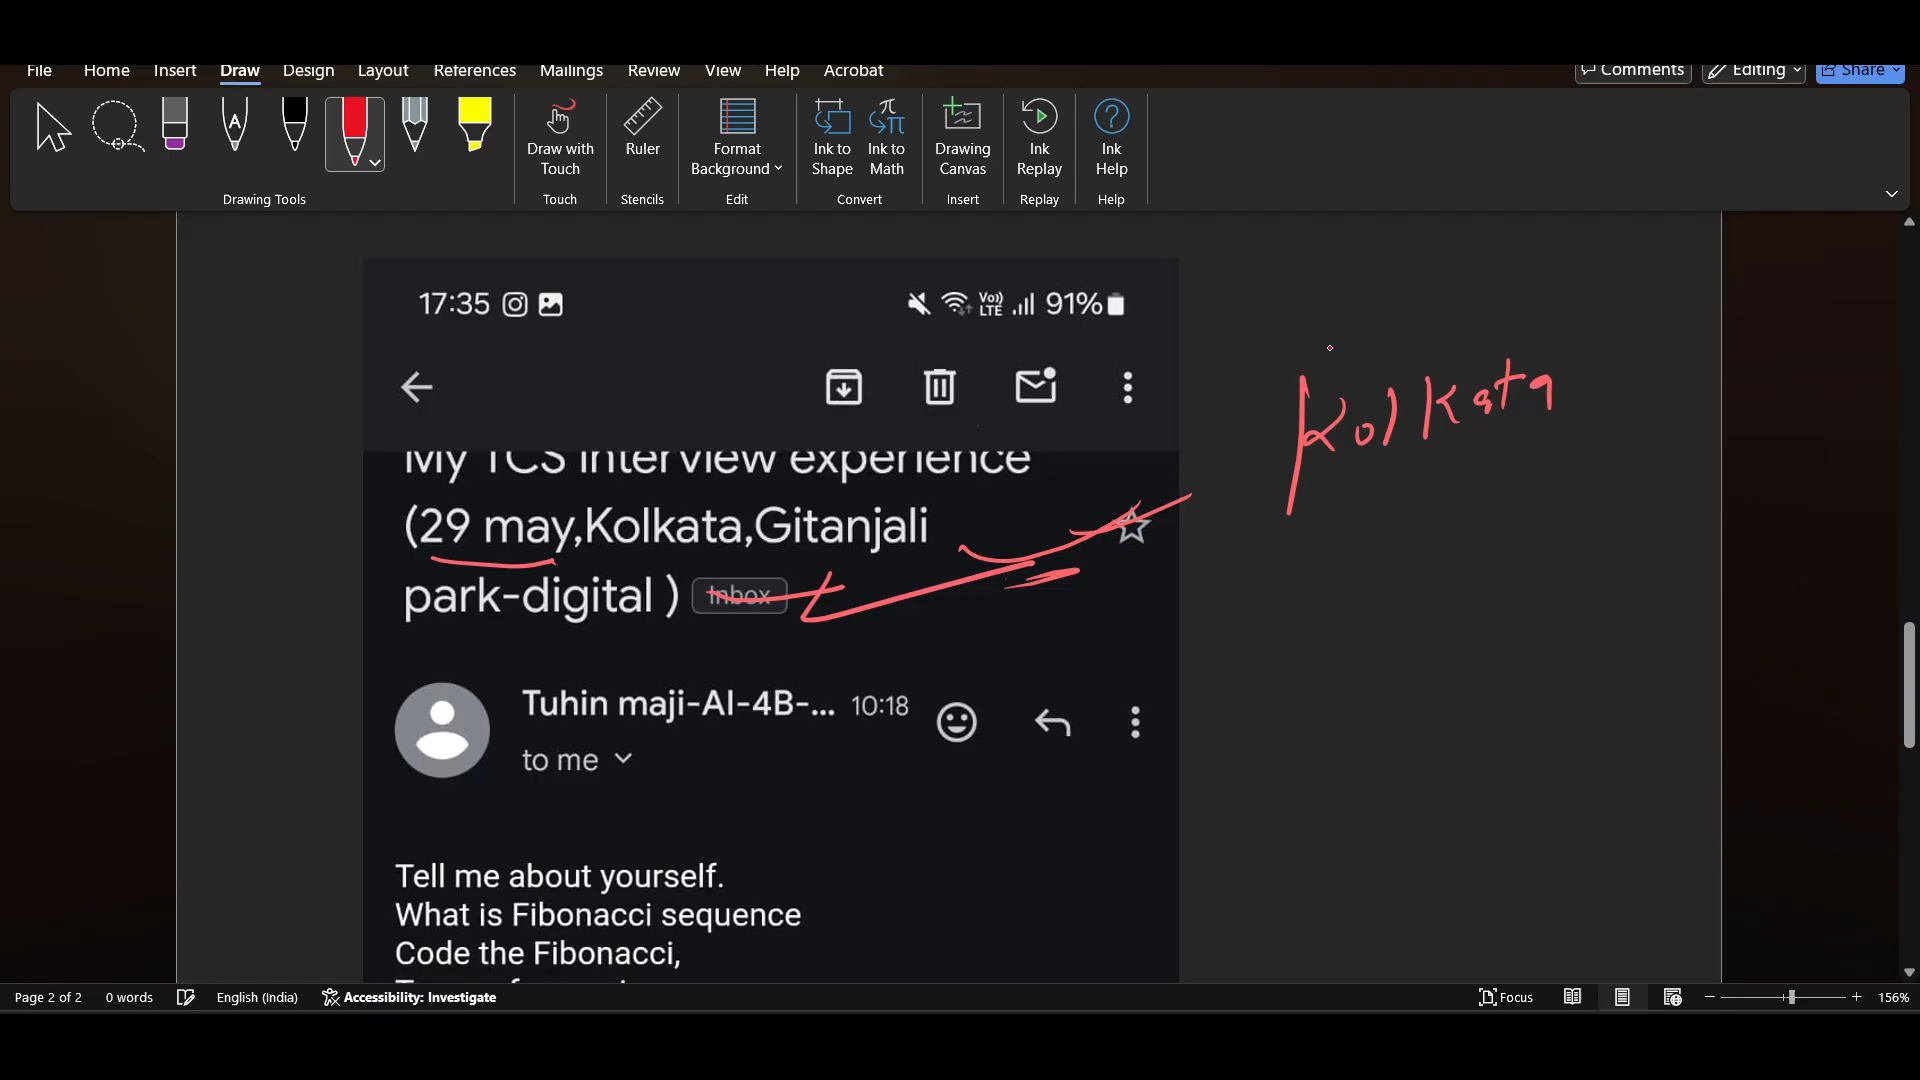 File Home Insert Draw Design Layout References Mailings Review View Help Acrobat Comments Editing Share
A
Draw with Touch
Ruler
Format Background
Ink to Shape
Ink to Math
Drawing Canvas
Ink Replay
Ink Help
Drawing Tools Touch Stencils Edit Convert Insert Replay Help
17:35 Vo)) LTE 91%
Kolkata
My TCS interview experience
(29 may,Kolkata,Gitanjali
park-digital ) Inbox
Tuhin maji-AI-4B-... 10:18
to me
Tell me about yourself.
What is Fibonacci sequence
Code the Fibonacci,
Page 2 of 2 0 words English (India) Accessibility: Investigate Focus 156%